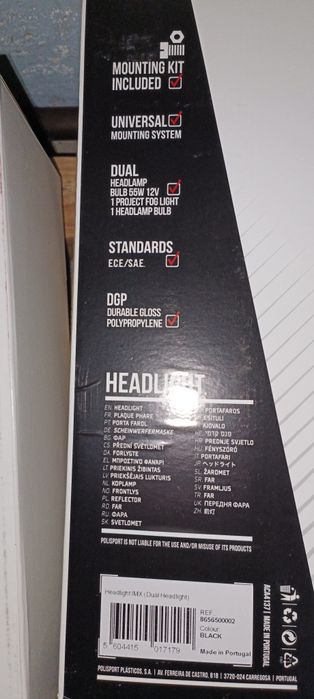 MOUNTING KIT
INCLUDED
UNIVERSAL
MOUNTING SYSTEM
DUAL
HEADLAMP
BULB 55W 12V
1 PROJECT FOG LIGHT
1 HEADLAMP BULB
STANDARDS
ECE/SAE.
DGP
DURABLE GLOSS
POLYPROPYLENE
HEADLIGHT
EN. HEADLIGHT
FR. PLAQUE PHARE
PT. PORTA FAROL
DE. SCHEINWERFERMASKE
BG. ФАР
CS. PŘEDNÍ SVĚTLOMET
DA. FORLYGTE
EL. ΜΠΡΟΣΤΙΝΟ ΦΑΝΑΡΙ
LT. PRIEKINIS ŽIBINTAS
LV. PRIEKŠĒJAIS LUKTURIS
NL. KOPLAMP
NO. FRONTLYS
PL. REFLECTOR
RO. FAR
RU. ФАРА
SK. SVETLOMET
PORTAFAROS
ESITULI
AJOVALO
HR. PREDNJE SVJETLO
HU. FÉNYSZÓRÓ
IT. PORTAFARI
JP. ヘッドライト
SL. ŽAROMET
SR. FAR
SV. FRAMLJUS
TR. FAR
UK. ПЕРЕДНЯ ФАРА
ZH. 前灯
POLISPORT IS NOT LIABLE FOR THE USE AND/OR MISUSE OF ITS PRODUCTS
Headlight /MX (Dual Headlight)
REF.
8656500002
Colour:
BLACK
5 604415 017179
Made in Portugal
ACA4137 | MADE IN PORTUGAL
POLISPORT PLÁSTICOS, S.A. | AV. FERREIRA DE CASTRO, 818 | 3720-024 CARREGOSA | PORTUGAL